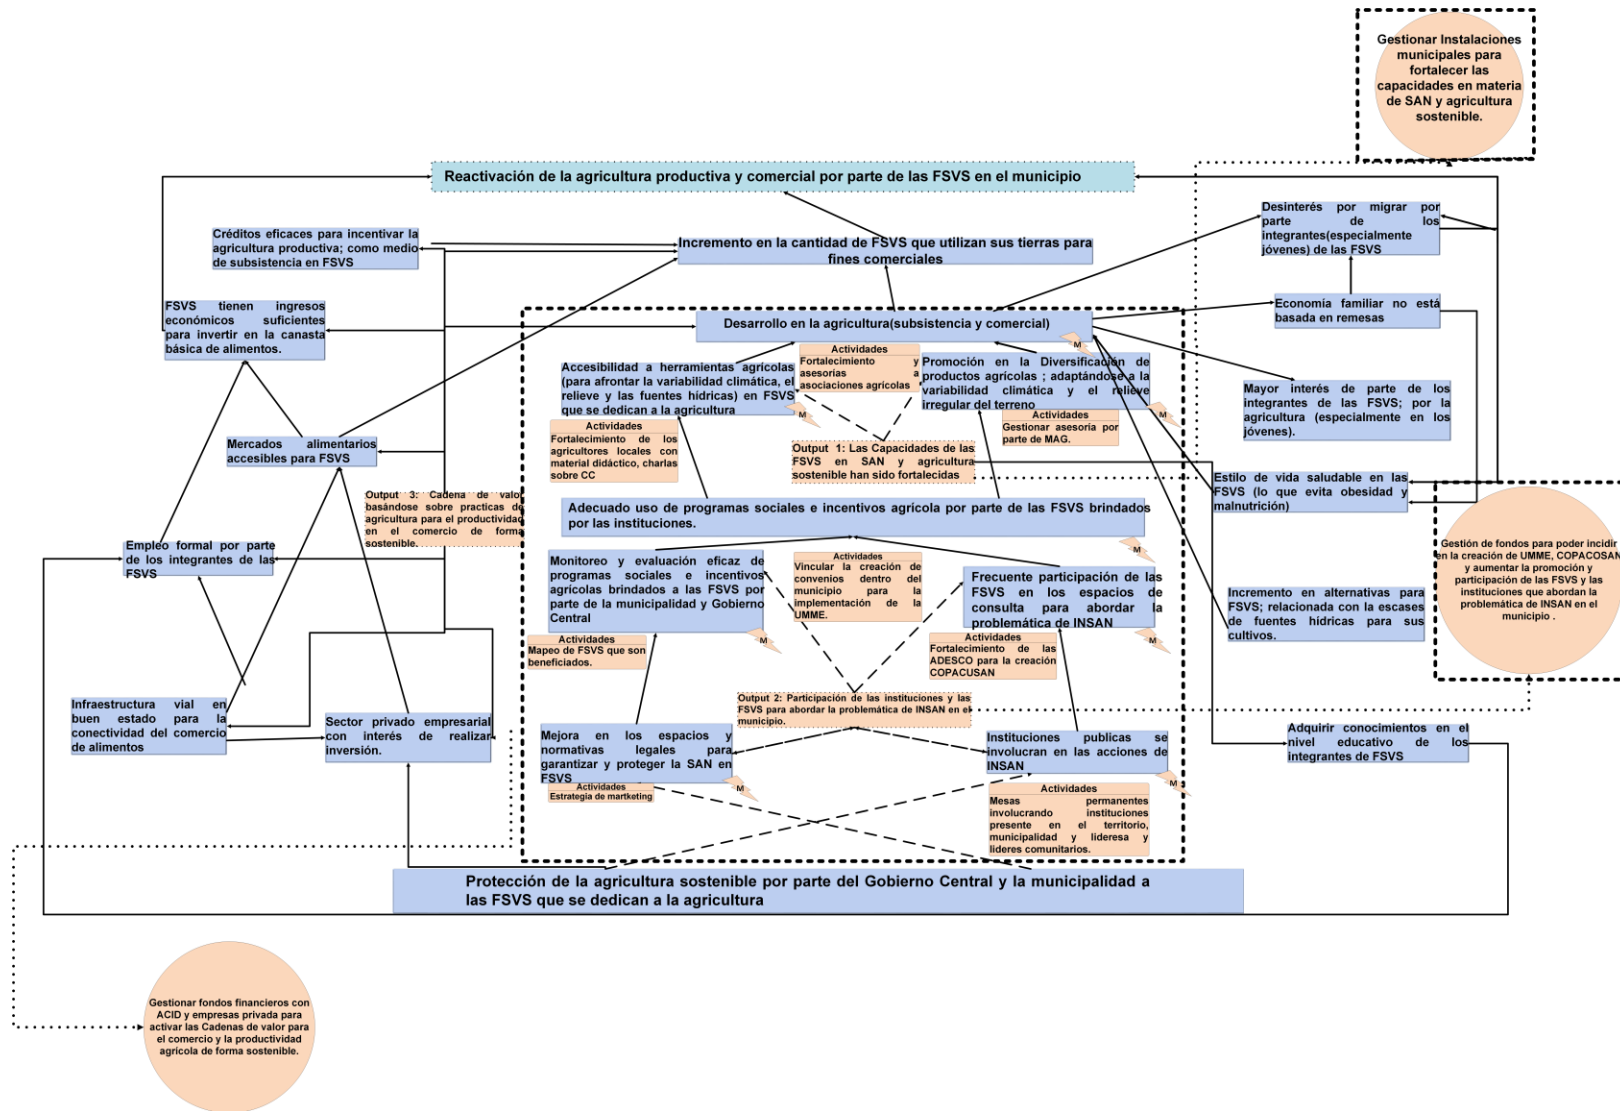 Gestionar Instalaciones
municipales para
fortalecer las
capacidades en materia
de SAN y agricultura
sostenible.
Reactivación de la agricultura productiva y comercial por parte de las FSVS en el municipio
Créditos eficaces para incentivar la
agricultura productiva; como medio
de subsistencia en FSVS
Incremento en la cantidad de FSVS que utilizan sus tierras para
fines comerciales
Desinterés por migrar por
parte de los
integrantes(especialmente
jóvenes) de las FSVS
FSVS tienen ingresos
económicos suficientes
para invertir en la canasta
básica de alimentos.
Desarrollo en la agricultura(subsistencia y comercial)
M
Economía familiar no está
basada en remesas
Accesibilidad a herramientas agrícolas
(para afrontar la variabilidad climática, el
relieve y las fuentes hídricas) en FSVS
que se dedican a la agricultura
M
Actividades
Fortalecimiento y
asesorías a
asociaciones agrícolas
Promoción en la Diversificación de
productos agrícolas ; adaptándose a la
variabilidad climática y el relieve
irregular del terreno
M
Mayor interés de parte de los
integrantes de las FSVS; por la
agricultura (especialmente en los
jóvenes).
Actividades
Fortalecimiento de los
agricultores locales con
material didáctico, charlas
sobre CC
Actividades
Gestionar asesoría por
parte de MAG.
Mercados alimentarios
accesibles para FSVS
Output 1: Las Capacidades de las
FSVS en SAN y agricultura
sostenible han sido fortalecidas
Estilo de vida saludable en las
FSVS (lo que evita obesidad y
malnutrición)
Output 3: Cadena de valor
basándose sobre practicas de
agricultura para el productividad
en el comercio de forma
sostenible.
Adecuado uso de programas sociales e incentivos agrícola por parte de las FSVS brindados
por las instituciones.
M
Gestión de fondos para poder incidir
en la creación de UMME, COPACOSAN
y aumentar la promoción y
participación de las FSVS y las
instituciones que abordan la
problemática de INSAN en el
municipio .
Empleo formal por parte
de los integrantes de las
FSVS
Monitoreo y evaluación eficaz de
programas sociales e incentivos
agrícolas brindados a las FSVS por
parte de la municipalidad y Gobierno
Central
M
Actividades
Vincular la creación de
convenios dentro del
municipio para la
implementación de la
UMME.
Frecuente participación de las
FSVS en los espacios de
consulta para abordar la
problemática de INSAN
M
Incremento en alternativas para
FSVS; relacionada con la escases
de fuentes hídricas para sus
cultivos.
Actividades
Mapeo de FSVS que son
beneficiados.
Actividades
Fortalecimiento de las
ADESCO para la creación
COPACUSAN
Infraestructura vial en
buen estado para la
conectividad del comercio
de alimentos
Sector privado empresarial
con interés de realizar
inversión.
Output 2: Participación de las instituciones y las
FSVS para abordar la problemática de INSAN en el
municipio.
Mejora en los espacios y
normativas legales para
garantizar y proteger la SAN en
FSVS
M
Instituciones publicas se
involucran en las acciones de
INSAN
M
Adquirir conocimientos en el
nivel educativo de los
integrantes de FSVS
Actividades
Estrategia de martketing
Actividades
Mesas permanentes
involucrando instituciones
presente en el territorio,
municipalidad y lideresa y
lideres comunitarios.
Protección de la agricultura sostenible por parte del Gobierno Central y la municipalidad a
las FSVS que se dedican a la agricultura
Gestionar fondos financieros con
ACID y empresas privada para
activar las Cadenas de valor para
el comercio y la productividad
agrícola de forma sostenible.